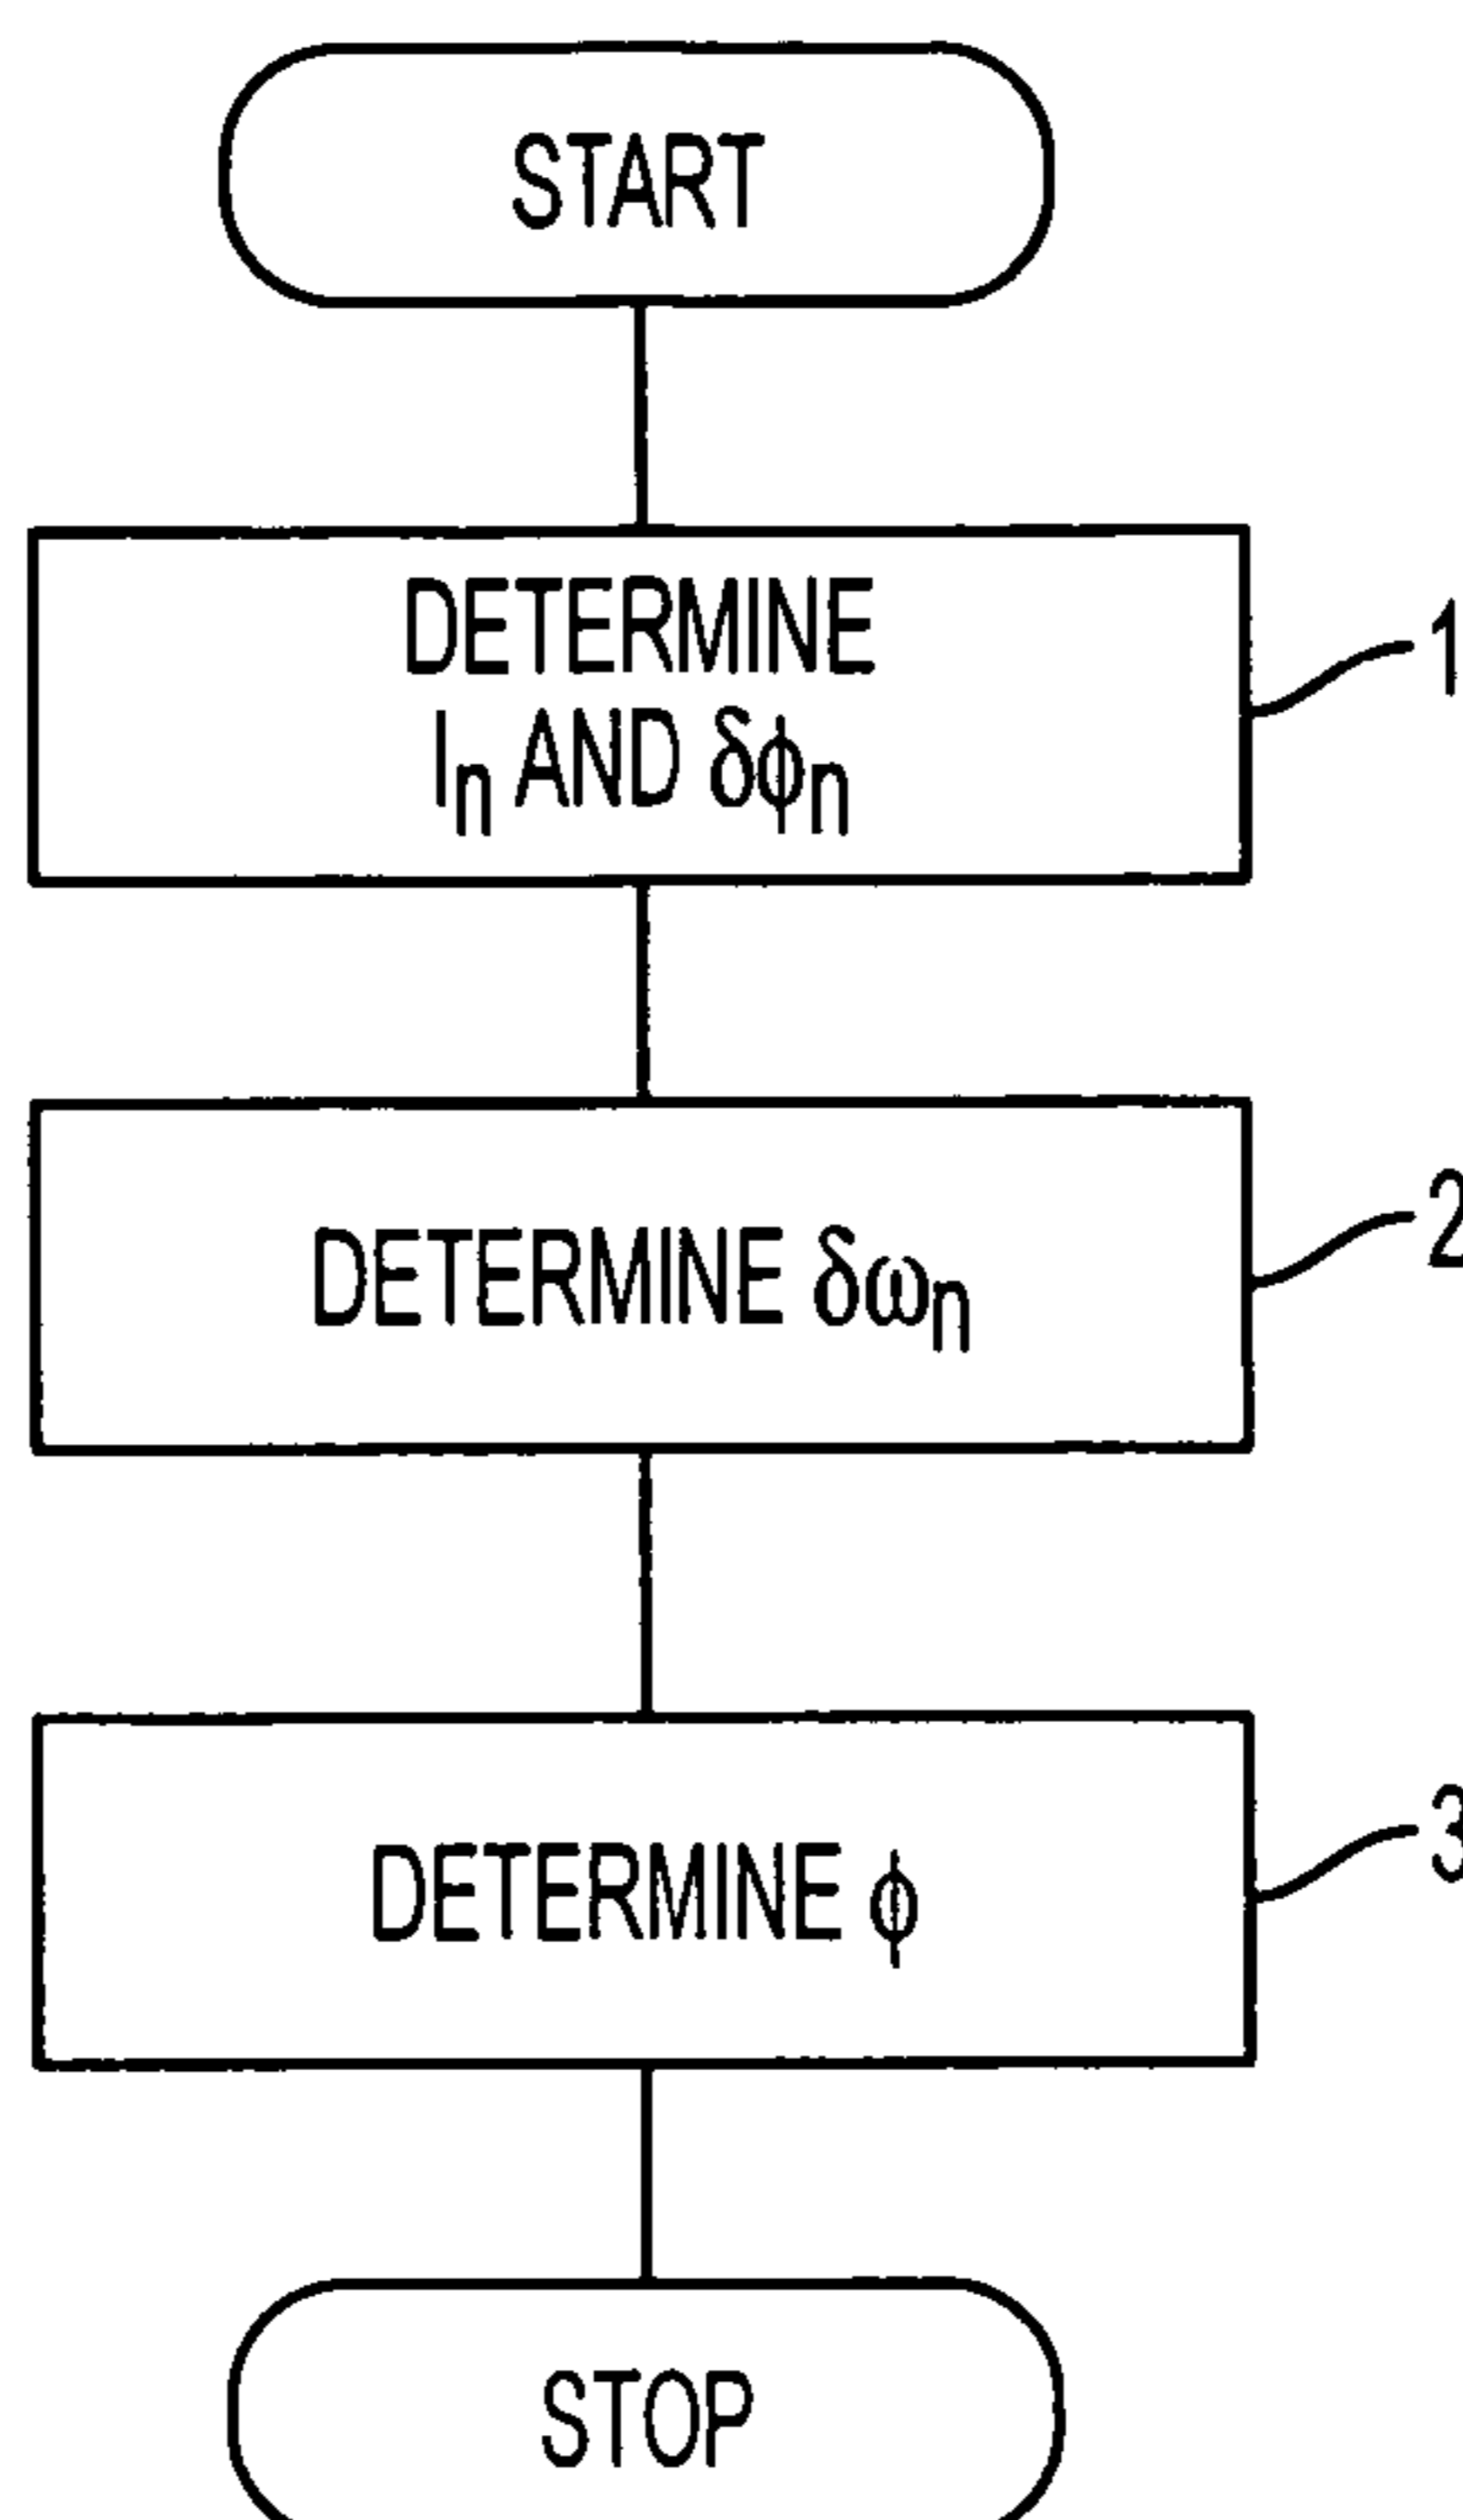 START
DETERMINE
Iₙ AND δϕₙ
1
DETERMINE δωₙ
2
DETERMINE ϕ
3
STOP